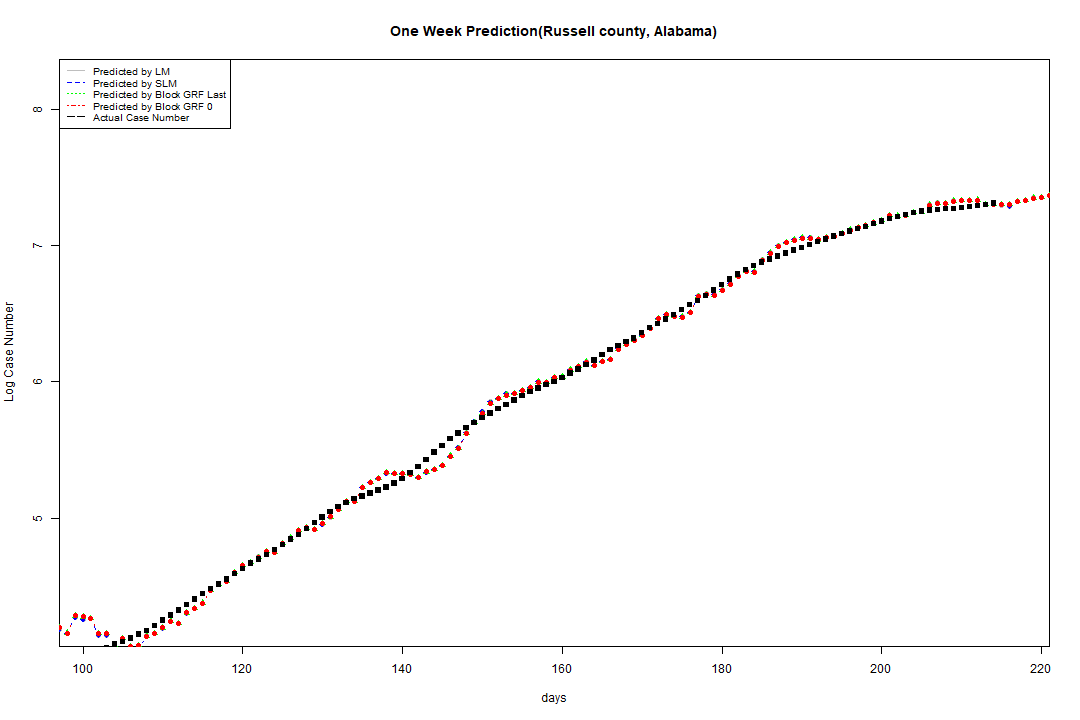 One Week Prediction(Russell county, Alabama)
Predicted by LM
Predicted by SLM
Predicted by Block GRF Last
Predicted by Block GRF 0
Actual Case Number
8
7
6
5
Log Case Number
100 120 140 160 180 200 220
days